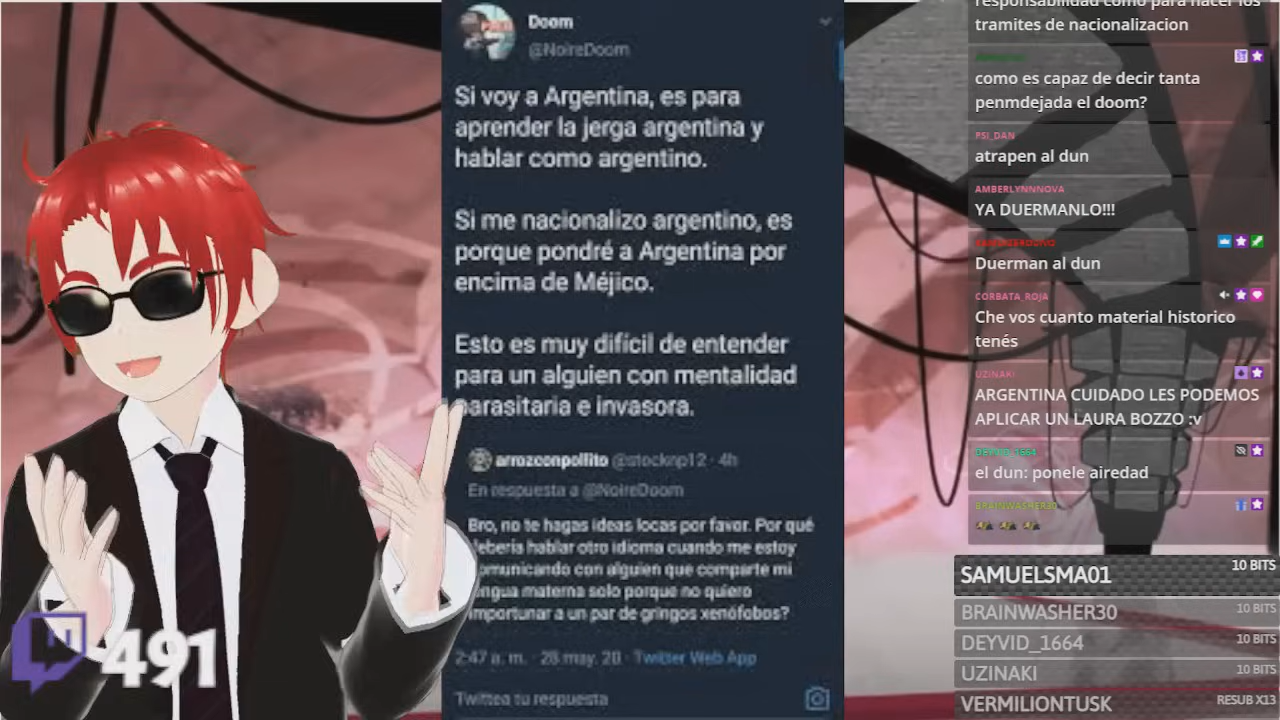 Doom
@NoireDoom
Si voy a Argentina, es para
aprender la jerga argentina y
hablar como argentino.
Si me nacionalizo argentino, es
porque pondré a Argentina por
encima de Méjico.
Esto es muy difícil de entender
para un alguien con mentalidad
parasitaria e invasora.
arrozconpollito @stocknp12 · 4h
En respuesta a @NoireDoom
Bro, no te hagas ideas locas por favor. Por qué
debería hablar otro idioma cuando me estoy
comunicando con alguien que comparte mi
lengua materna solo porque no quiero
importunar a un par de gringos xenófobos?
2:47 a. m. · 28 may. 20 · Twitter Web App
Twittea tu respuesta
491
responsabilidad como para hacer los
tramites de nacionalizacion
como es capaz de decir tanta
penmdejada el doom?
PSI_DAN
atrapen al dun
AMBERLYNNNOVA
YA DUERMANLO!!!
Duerman al dun
CORBATA_ROJA
Che vos cuanto material historico
tenés
UZINAKI
ARGENTINA CUIDADO LES PODEMOS
APLICAR UN LAURA BOZZO :v
DEYVID_1664
el dun: ponele airedad
BRAINWASHER30
SAMUELSMA01 10 BITS
BRAINWASHER30 10 BITS
DEYVID_1664 10 BITS
UZINAKI 10 BITS
VERMILIONTUSK RESUB X13